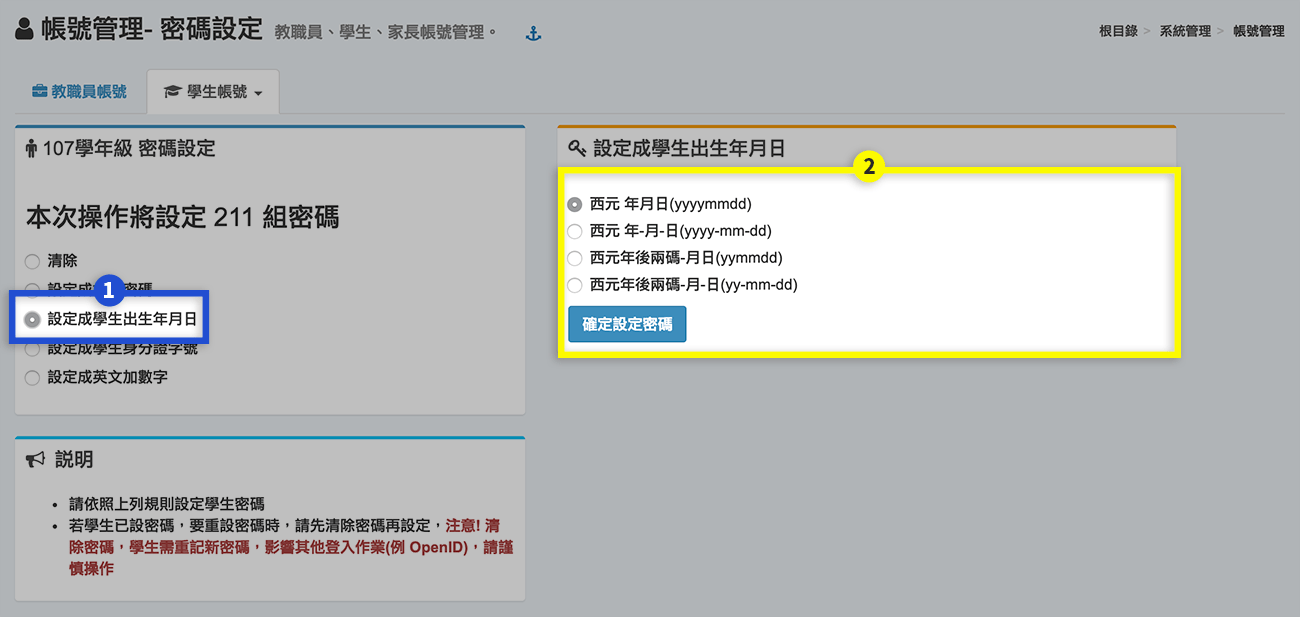 帳號管理- 密碼設定 教職員、學生、家長帳號管理。
根目錄 > 系統管理 > 帳號管理
教職員帳號 學生帳號
107學年級 密碼設定
本次操作將設定 211 組密碼
清除
設定成 密碼
1
設定成學生出生年月日
設定成學生身分證字號
設定成英文加數字
說明
請依照上列規則設定學生密碼
若學生已設密碼，要重設密碼時，請先清除密碼再設定，注意! 清
除密碼，學生需重記新密碼，影響其他登入作業(例 OpenID)，請謹
慎操作
設定成學生出生年月日
2
西元 年月日(yyyymmdd)
西元 年-月-日(yyyy-mm-dd)
西元年後兩碼-月日(yymmdd)
西元年後兩碼-月-日(yy-mm-dd)
確定設定密碼